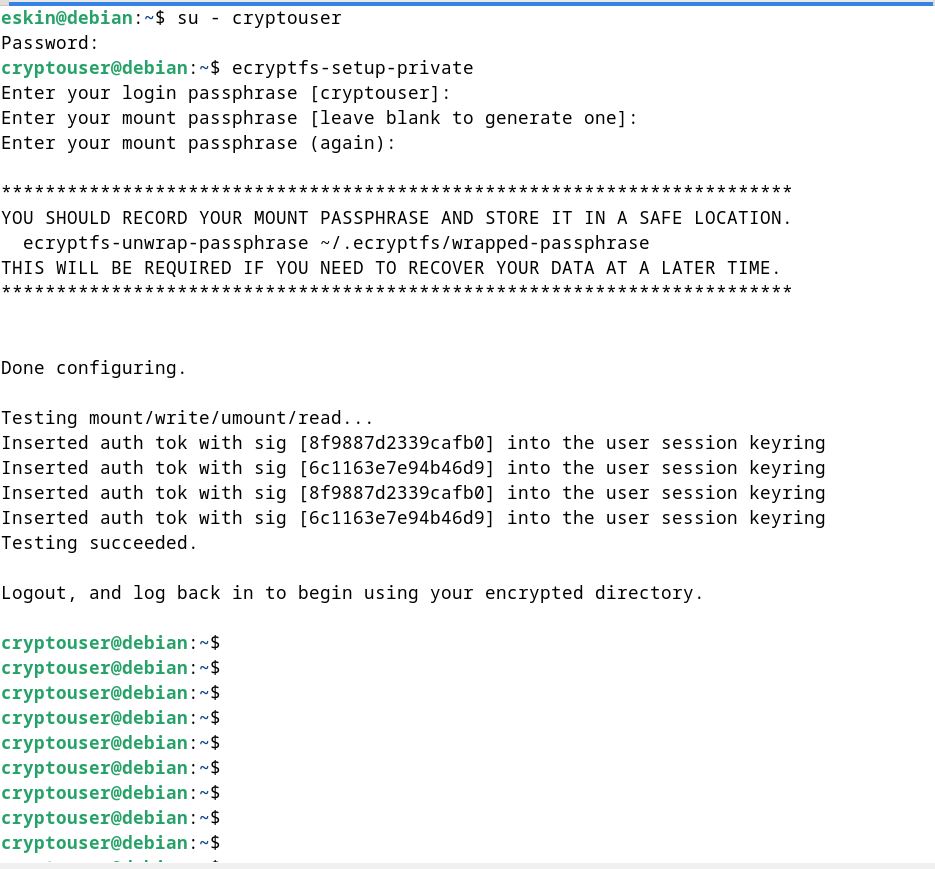 eskin@debian:~$ su - cryptouser
Password:
cryptouser@debian:~$ ecryptfs-setup-private
Enter your login passphrase [cryptouser]:
Enter your mount passphrase [leave blank to generate one]:
Enter your mount passphrase (again):
************************************************************************
YOU SHOULD RECORD YOUR MOUNT PASSPHRASE AND STORE IT IN A SAFE LOCATION.
  ecryptfs-unwrap-passphrase ~/.ecryptfs/wrapped-passphrase
THIS WILL BE REQUIRED IF YOU NEED TO RECOVER YOUR DATA AT A LATER TIME.
************************************************************************
Done configuring.
Testing mount/write/umount/read...
Inserted auth tok with sig [8f9887d2339cafb0] into the user session keyring
Inserted auth tok with sig [6c1163e7e94b46d9] into the user session keyring
Inserted auth tok with sig [8f9887d2339cafb0] into the user session keyring
Inserted auth tok with sig [6c1163e7e94b46d9] into the user session keyring
Testing succeeded.
Logout, and log back in to begin using your encrypted directory.
cryptouser@debian:~$
cryptouser@debian:~$
cryptouser@debian:~$
cryptouser@debian:~$
cryptouser@debian:~$
cryptouser@debian:~$
cryptouser@debian:~$
cryptouser@debian:~$
cryptouser@debian:~$